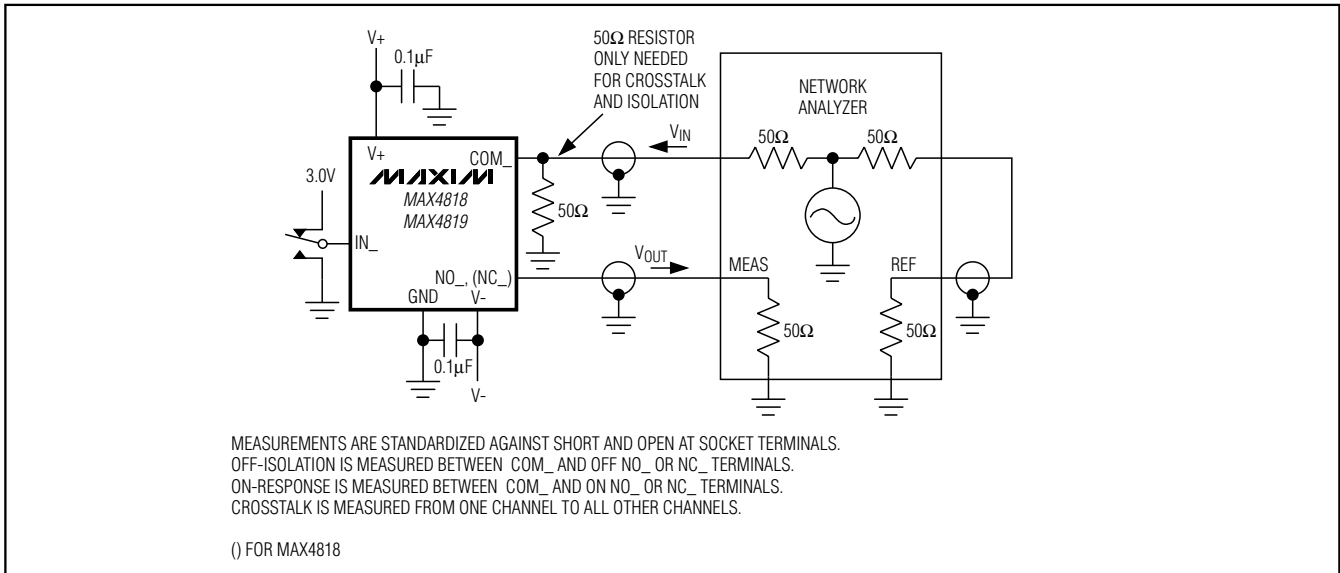 V+
0.1μF
50Ω RESISTOR
ONLY NEEDED
FOR CROSSTALK
AND ISOLATION
NETWORK
ANALYZER
50Ω
50Ω
VIN
V+
COM_
MAXIM
MAX4818
MAX4819
3.0V
50Ω
IN_
VOUT
MEAS
REF
NO_, (NC_)
GND
V-
50Ω
50Ω
0.1μF
V-
MEASUREMENTS ARE STANDARDIZED AGAINST SHORT AND OPEN AT SOCKET TERMINALS.
OFF-ISOLATION IS MEASURED BETWEEN COM_ AND OFF NO_ OR NC_ TERMINALS.
ON-RESPONSE IS MEASURED BETWEEN COM_ AND ON NO_ OR NC_ TERMINALS.
CROSSTALK IS MEASURED FROM ONE CHANNEL TO ALL OTHER CHANNELS.
() FOR MAX4818